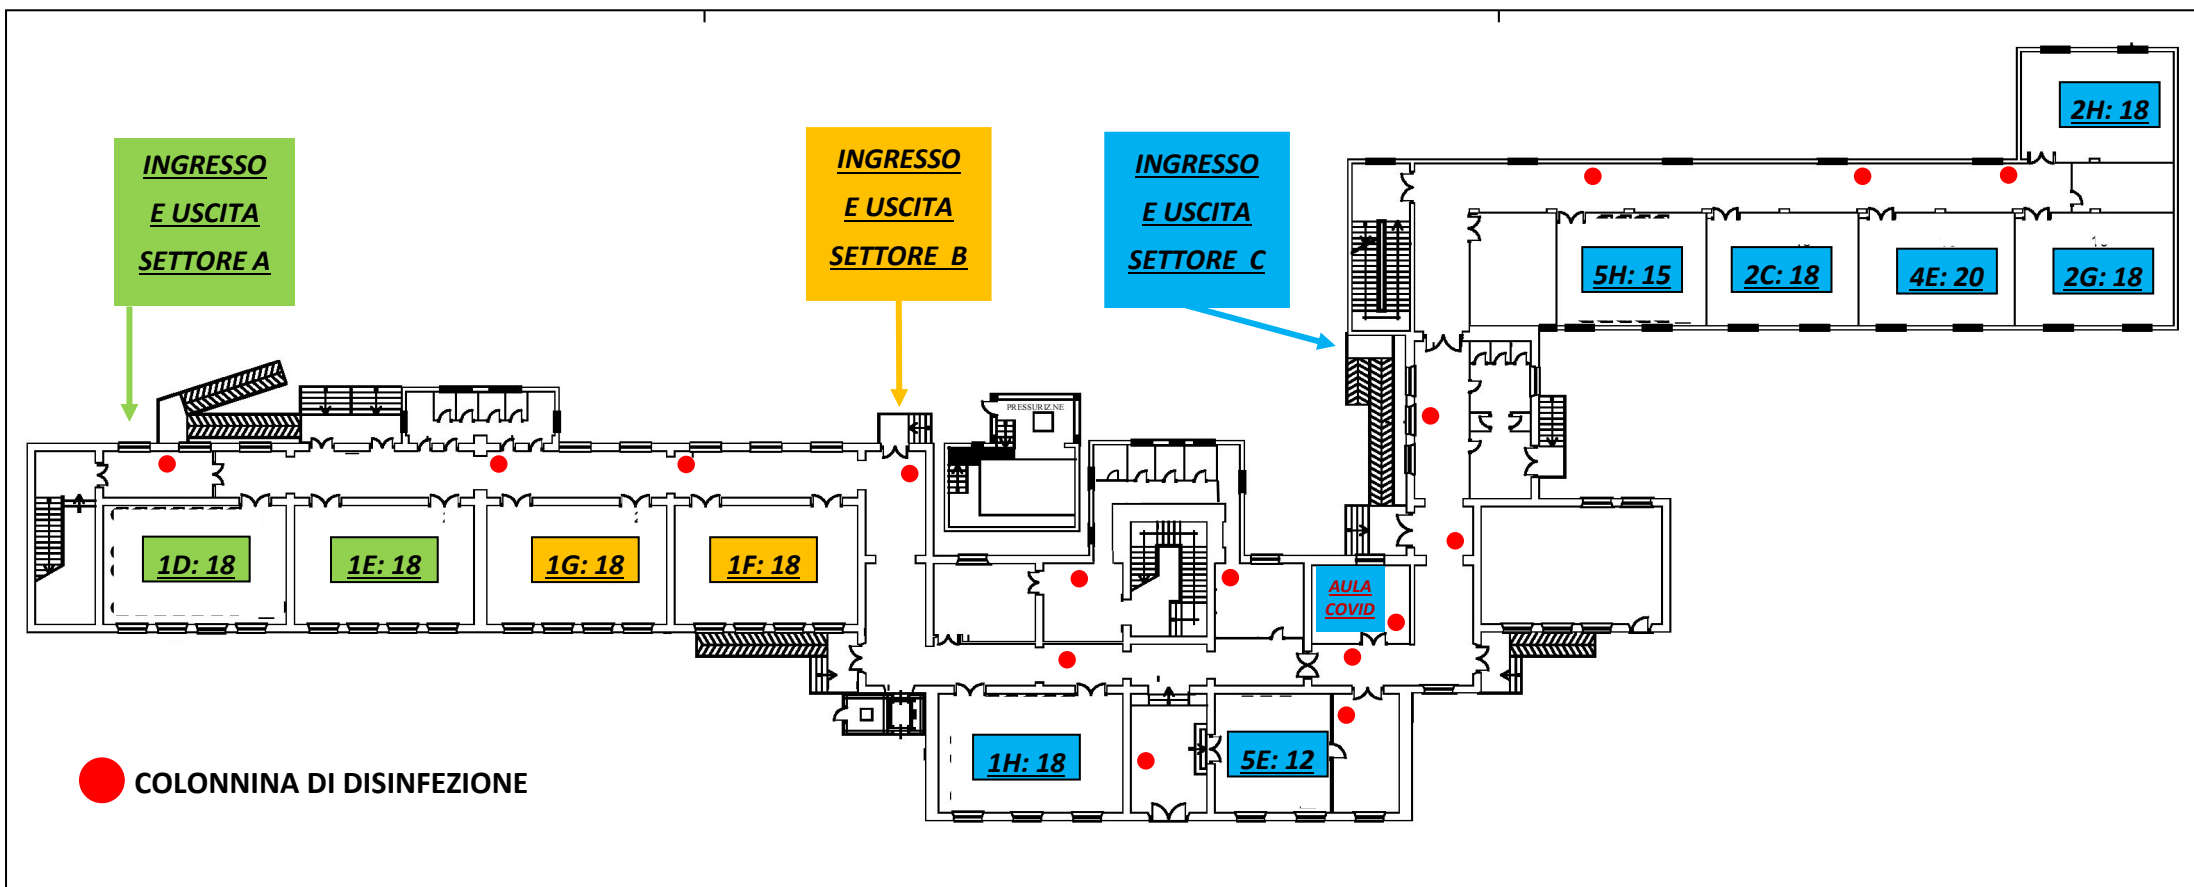 INGRESSO
E USCITA
SETTORE A
INGRESSO
E USCITA
SETTORE B
INGRESSO
E USCITA
SETTORE C
2H: 18
5H: 15
2C: 18
4E: 20
2G: 18
PRESSURIZ.NE
1D: 18
1E: 18
1G: 18
1F: 18
AULA
COVID
1H: 18
5E: 12
COLONNINA DI DISINFEZIONE